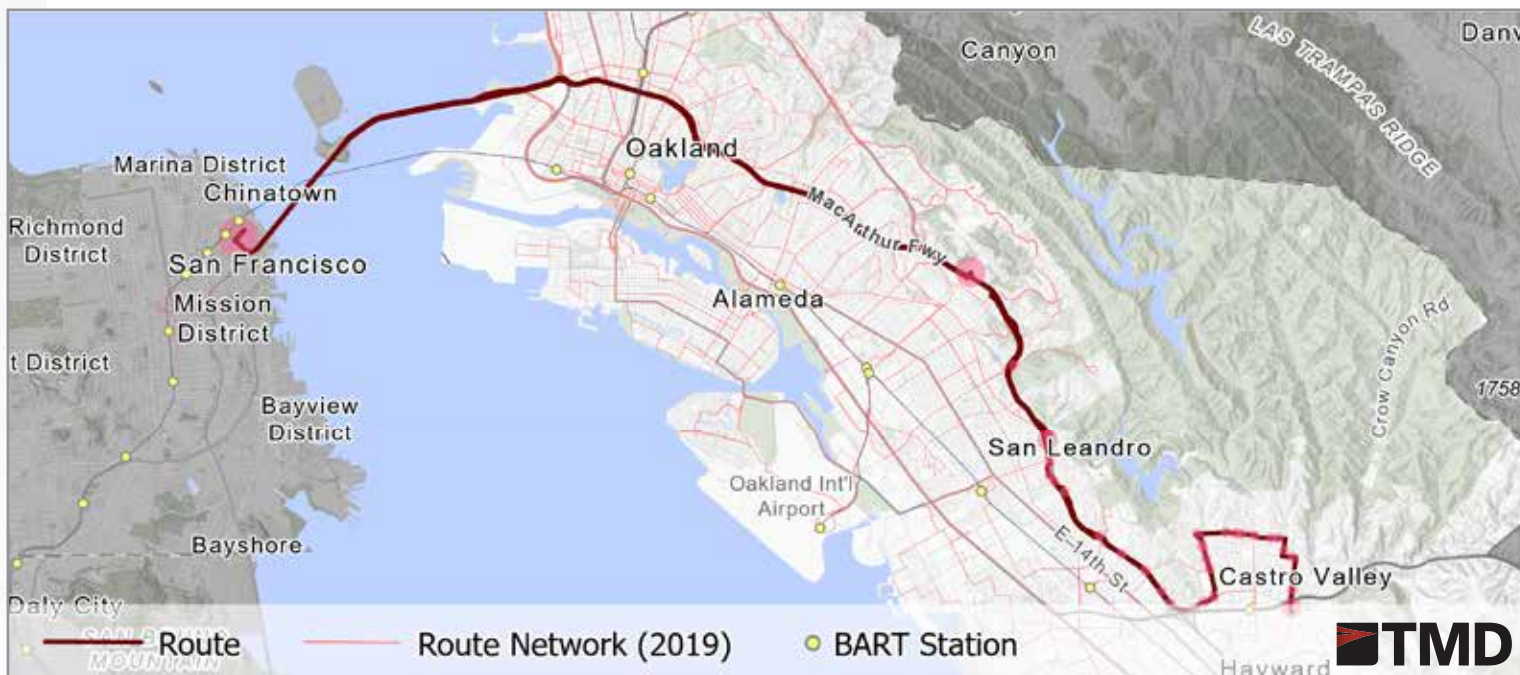 Canyon
Danv
LAS TRAMPAS RIDGE
Marina District
Chinatown
Oakland
Richmond
District
San Francisco
MacArthur Fwy
Alameda
Mission
District
t District
Crow Canyon Rd
1758
Bayview
District
San Leandro
Oakland Int'l
Airport
Bayshore
E 14th St
Castro Valley
Daly City
Route
Route Network (2019)
BART Station
TMD
MOUNTAIN
Hayward